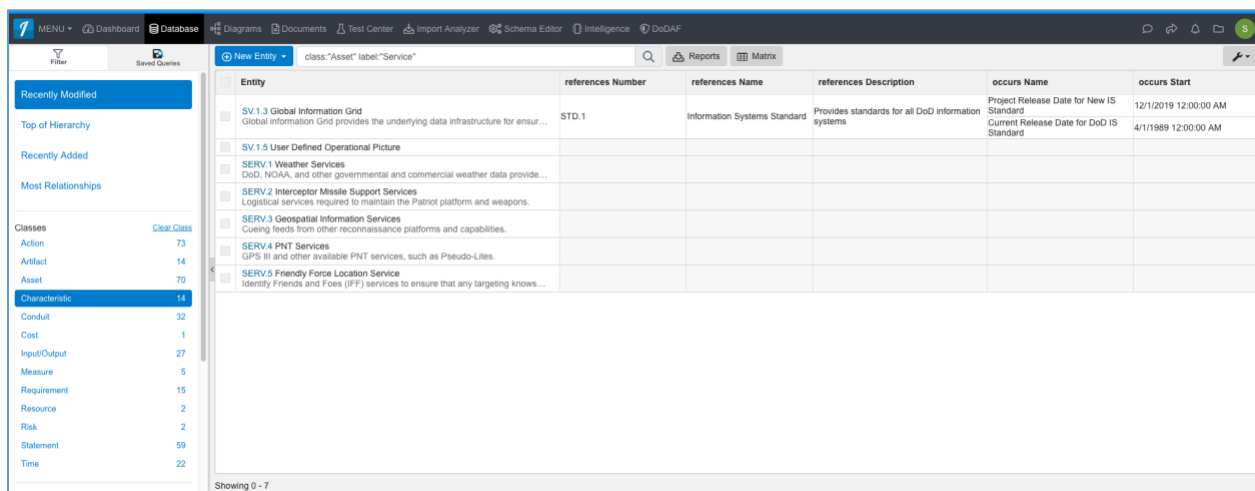 MENU Dashboard Database Diagrams Documents Test Center Import Analyzer Schema Editor Intelligence DoDAF S
Filter Saved Queries
New Entity class:"Asset" label:"Service" Reports Matrix
Recently Modified
Top of Hierarchy
Recently Added
Most Relationships
Classes Clear Class
Action 73
Artifact 14
Asset 70
Characteristic 14
Conduit 32
Cost 1
Input/Output 27
Measure 5
Requirement 15
Resource 2
Risk 2
Statement 59
Time 22
Entity references Number references Name references Description occurs Name occurs Start
SV.1.3 Global Information Grid
Global information Grid provides the underlying data infrastructure for ensur...
STD.1
Information Systems Standard
Provides standards for all DoD information
systems
Project Release Date for New IS
Standard
12/1/2019 12:00:00 AM
Current Release Date for DoD IS
Standard
4/1/1989 12:00:00 AM
SV.1.5 User Defined Operational Picture
SERV.1 Weather Services
DoD, NOAA, and other governmental and commercial weather data provide...
SERV.2 Interceptor Missile Support Services
Logistical services required to maintain the Patriot platform and weapons.
SERV.3 Geospatial Information Services
Cueing feeds from other reconnaissance platforms and capabilities.
SERV.4 PNT Services
GPS III and other available PNT services, such as Pseudo-Lites.
SERV.5 Friendly Force Location Service
Identify Friends and Foes (IFF) services to ensure that any targeting knows...
Showing 0 - 7